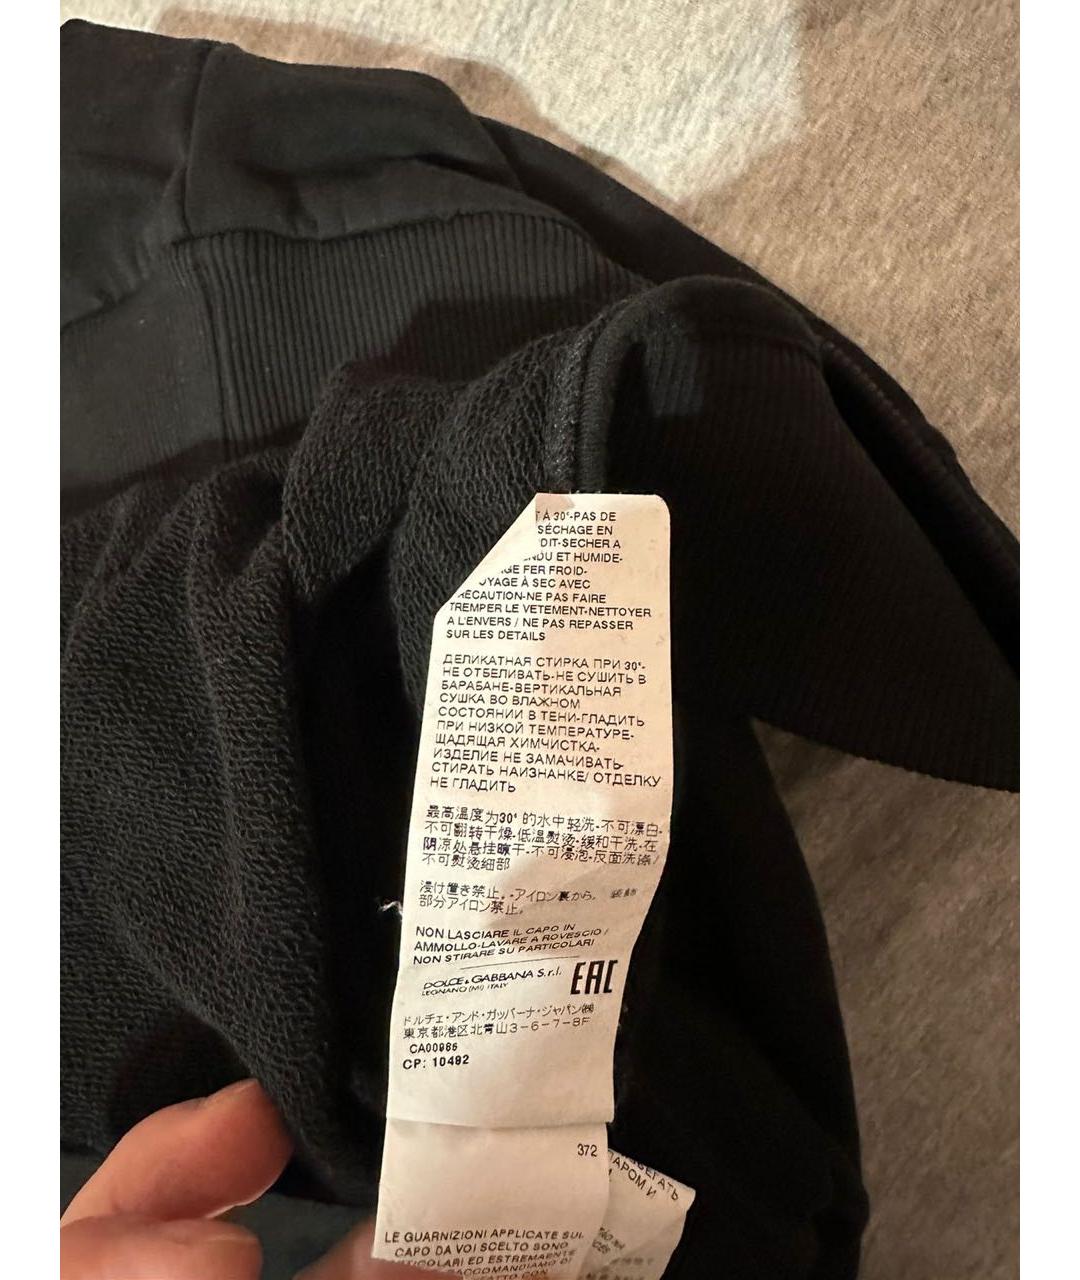 À 30°-PAS DE
SÉCHAGE EN
DIT-SECHER A
ET HUMIDE-
FER FROID-
À SEC AVEC
PRÉCAUTION-NE PAS FAIRE
TREMPER LE VETEMENT-NETTOYER
A L'ENVERS / NE PAS REPASSER
SUR LES DETAILS
ДЕЛИКАТНАЯ СТИРКА ПРИ 30°-
НЕ ОТБЕЛИВАТЬ-НЕ СУШИТЬ В
БАРАБАНЕ-ВЕРТИКАЛЬНАЯ
СУШКА ВО ВЛАЖНОМ
СОСТОЯНИИ В ТЕНИ-ГЛАДИТЬ
ПРИ НИЗКОЙ ТЕМПЕРАТУРЕ-
ЩАДЯЩАЯ ХИМЧИСТКА-
ИЗДЕЛИЕ НЕ ЗАМАЧИВАТЬ-
СТИРАТЬ НАИЗНАНКЕ/ ОТДЕЛКУ
НЕ ГЛАДИТЬ
最高温度为30° 的水中轻洗-不可漂白-
不可翻转干燥-低温熨烫-缓和干洗-在
阴凉处悬挂晾干-不可浸泡-反面洗涤/
不可熨烫细部
浸け置き禁止。-アイロン裏から。 装飾
部分アイロン禁止。
NON LASCIARE IL CAPO IN
AMMOLLO-LAVARE A ROVESCIO /
NON STIRARE SU PARTICOLARI
DOLCE & GABBANA S.r.l.
LEGNANO (MI) ITALY
EAC
ドルチェ・アンド・ガッバーナ・ジャパン㈱
東京都港区北青山3-6-7-8F
CA00986
CP: 10492
372
ПАРОМ И
LE GUARNIZIONI APPLICATE SUL
CAPO DA VOI SCELTO SONO
ED ESTREMAMENTE
RACCOMANDIAMO DI
CON